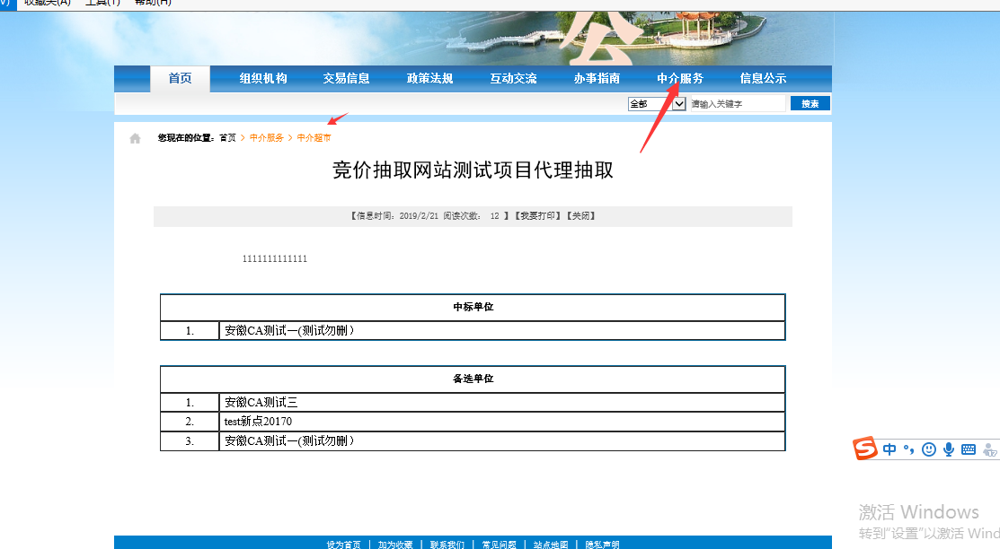 V) 收藏夹(A) 工具(T) 帮助(H)
公
首页 组织机构 交易信息 政策法规 互动交流 办事指南 中介服务 信息公示
全部 请输入关键字 搜索
您现在的位置：首页 > 中介服务 > 中介超市
竞价抽取网站测试项目代理抽取
【信息时间：2019/2/21 阅读次数： 12 】【我要打印】【关闭】
1111111111111
中标单位
1. 安徽CA测试一(测试勿删）
备选单位
1. 安徽CA测试三
2. test新点20170
3. 安徽CA测试一(测试勿删）
S 中 °,
激活 Windows
转到"设置"以激活 Wind
设为首页 | 加为收藏 | 联系我们 | 常见问题 | 站点地图 | 隐私声明